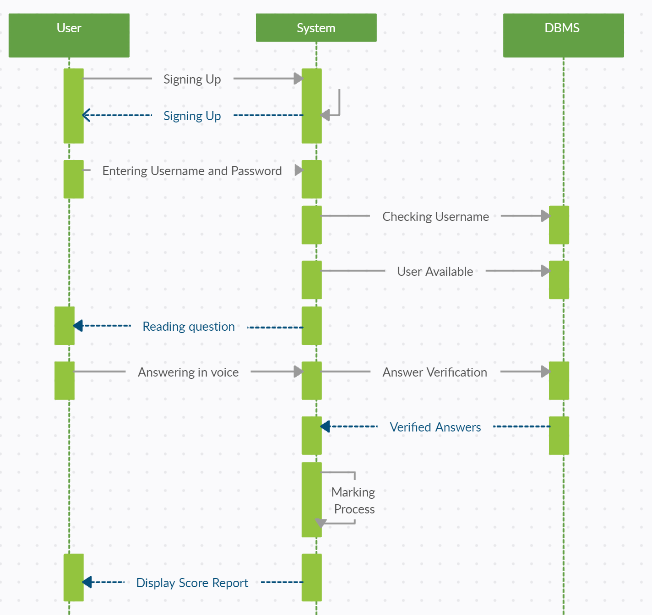 User
System
DBMS
Signing Up
Signing Up
Entering Username and Password
Checking Username
User Available
Reading question
Answering in voice
Answer Verification
Verified Answers
Marking
Process
Display Score Report